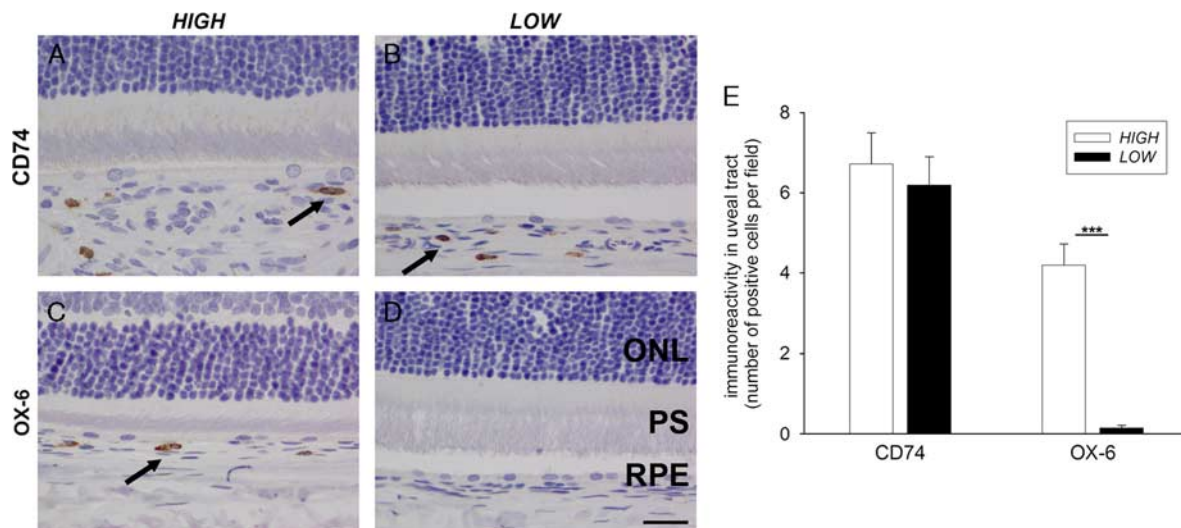 HIGH
LOW
CD74
A
B
OX-6
C
D
ONL
PS
RPE
E
immunoreactivity in uveal tract
(number of positive cells per field)
8
6
4
2
0
HIGH
LOW
***
CD74
OX-6